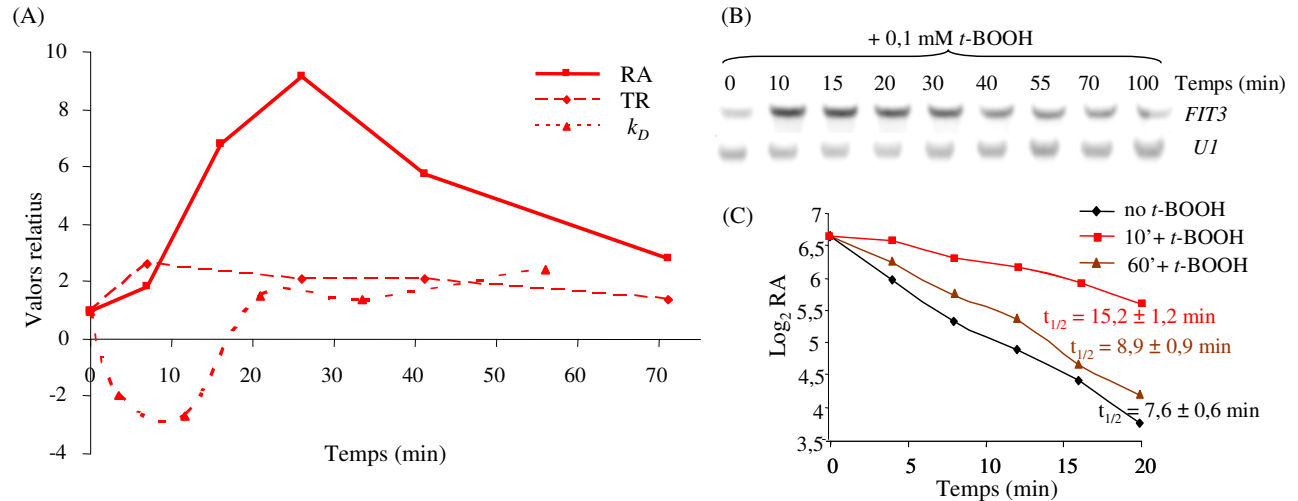 (A)
10
8
6
4
2
0
-2
-4
Valors relatius
0 10 20 30 40 50 60 70
Temps (min)
RA
TR
k_D
(B)
+ 0,1 mM t-BOOH
0 10 15 20 30 40 55 70 100 Temps (min)
FIT3
U1
(C)
no t-BOOH
10'+ t-BOOH
60'+ t-BOOH
7
6,5
6
5,5
5
4,5
4
3,5
Log2 RA
t1/2 = 15,2 ± 1,2 min
t1/2 = 8,9 ± 0,9 min
t1/2 = 7,6 ± 0,6 min
0 5 10 15 20
Temps (min)